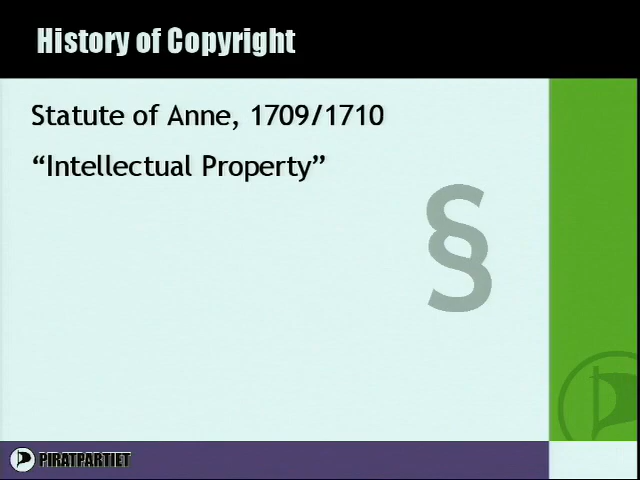 History of Copyright
Statute of Anne, 1709/1710
“Intellectual Property”
§
PIRATPARTIET